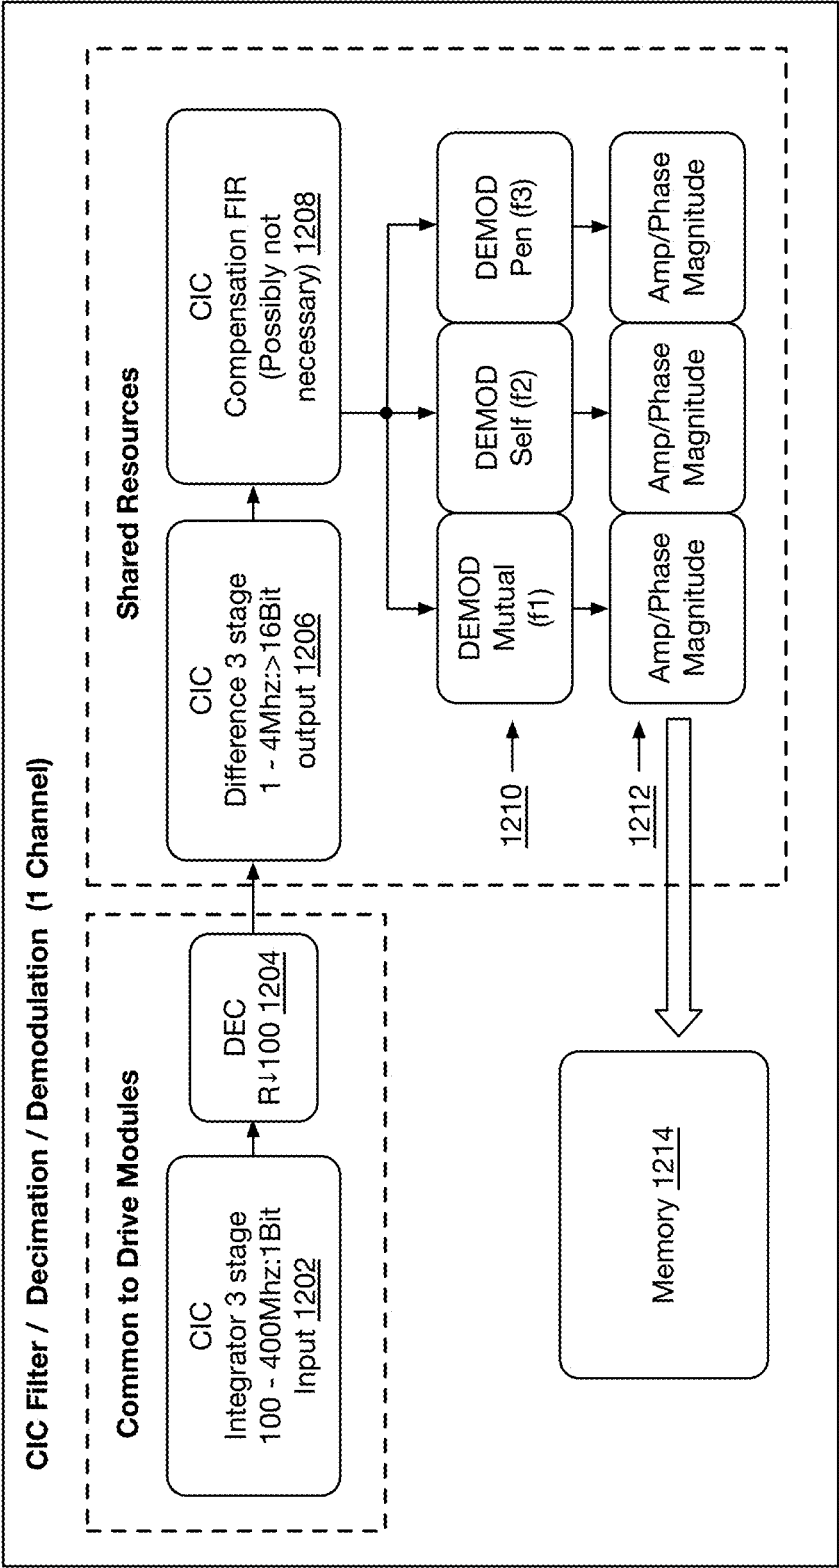 CIC Filter / Decimation / Demodulation (1 Channel)
Common to Drive Modules
CIC
Integrator 3 stage
100 - 400Mhz:1Bit
Input 1202
DEC
R↓100 1204
Shared Resources
CIC
Difference 3 stage
1 - 4Mhz:>16Bit
output 1206
CIC
Compensation FIR
(Possibly not
necessary) 1208
1210
DEMOD
Mutual
(f1)
DEMOD
Self (f2)
DEMOD
Pen (f3)
1212
Amp/Phase
Magnitude
Amp/Phase
Magnitude
Amp/Phase
Magnitude
Memory 1214